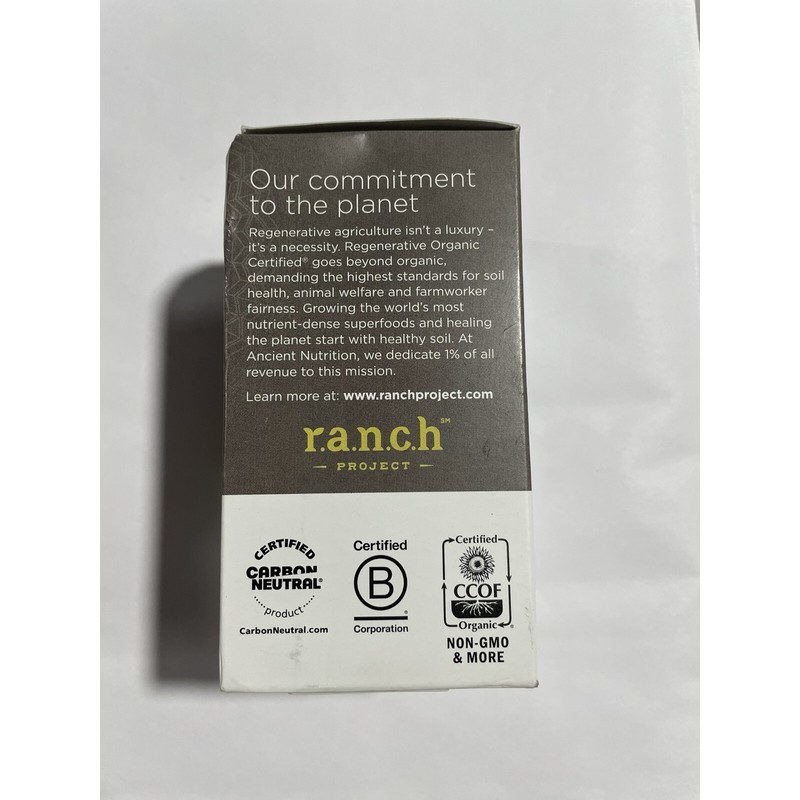 Our commitment
to the planet
Regenerative agriculture isn't a luxury –
it's a necessity. Regenerative Organic
Certified® goes beyond organic,
demanding the highest standards for soil
health, animal welfare and farmworker
fairness. Growing the world's most
nutrient-dense superfoods and healing
the planet start with healthy soil. At
Ancient Nutrition, we dedicate 1% of all
revenue to this mission.
Learn more at: www.ranchproject.com
r.a.n.c.h℠
PROJECT
CERTIFIED
CARBON
NEUTRAL®
product
CarbonNeutral.com
Certified
B
®
Corporation
Certified
CCOF
Organic
®
NON-GMO
& MORE